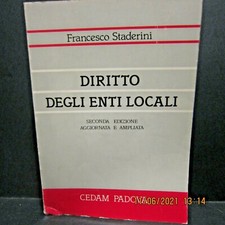 Francesco Staderini
DIRITTO
DEGLI ENTI LOCALI
SECONDA EDIZIONE
AGGIORNATA E AMPLIATA
CEDAM PADOVA
06/2021 13:14